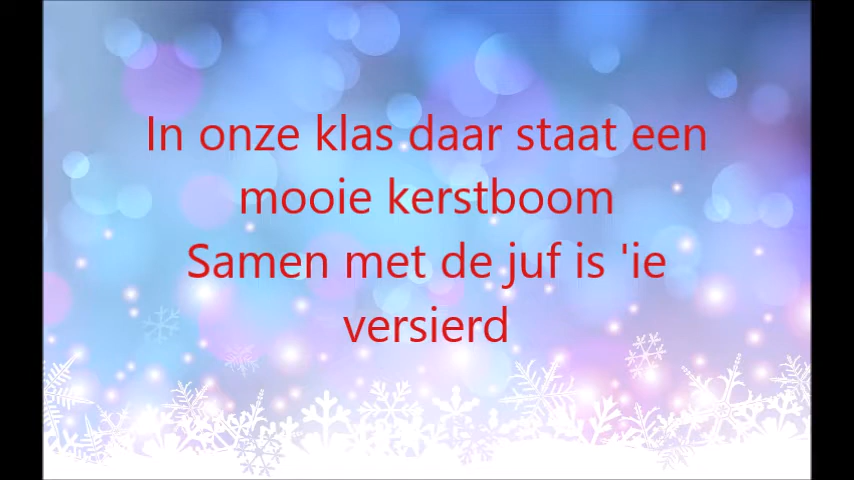 In onze klas daar staat een
mooie kerstboom
Samen met de juf is 'ie
versierd